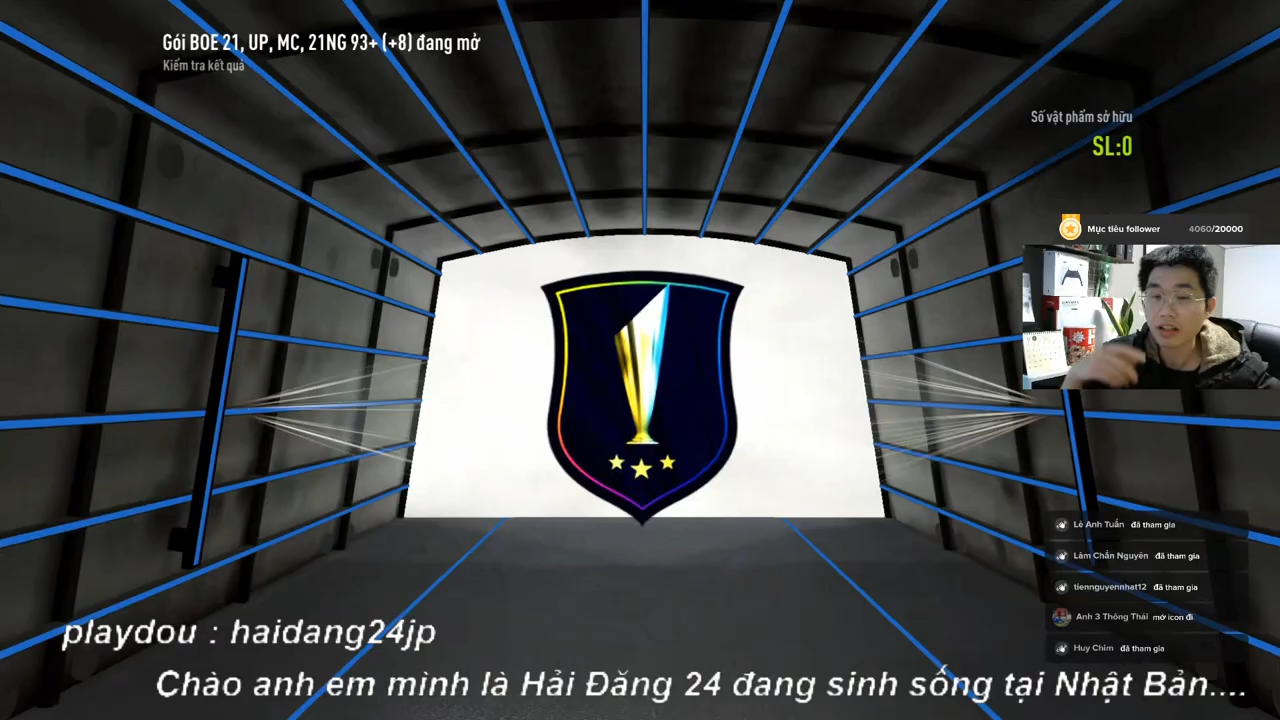 Gói BOE 21, UP, MC, 21NG 93+ (+8) đang mở
Kiểm tra kết quả
Số vật phẩm sở hữu
SL:0
Mục tiêu follower 4060/20000
Lê Anh Tuấn đã tham gia
Lâm Chấn Nguyên đã tham gia
tiennguyennhat12 đã tham gia
Anh 3 Thông Thái mở icon đi
Huy Chim đã tham gia
playdou : haidang24jp
Chào anh em mình là Hải Đăng 24 đang sinh sống tại Nhật Bản....